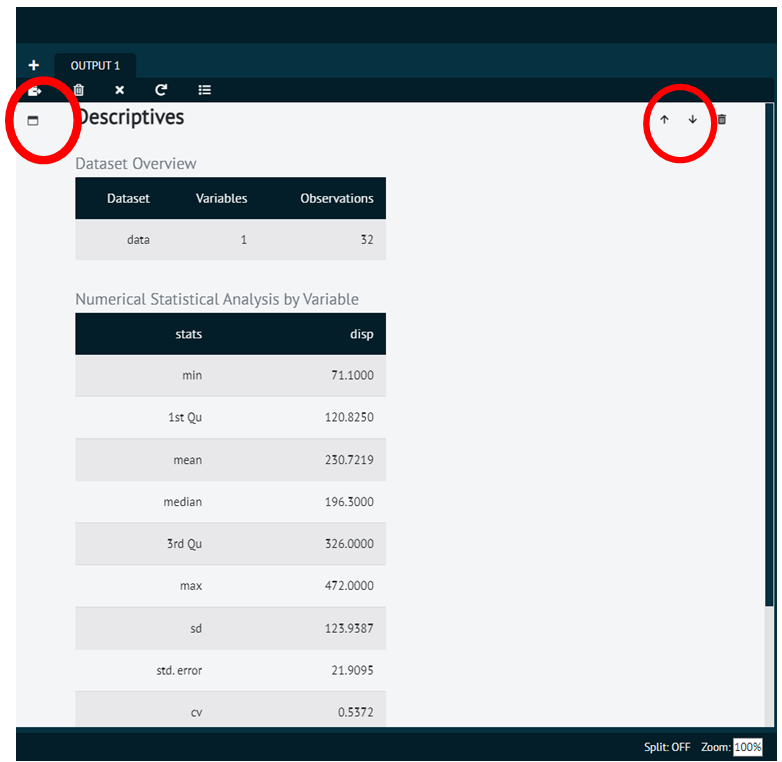 OUTPUT 1
Descriptives
Dataset Overview
Dataset Variables Observations
data 1 32
Numerical Statistical Analysis by Variable
stats disp
min 71.1000
1st Qu 120.8250
mean 230.7219
median 196.3000
3rd Qu 326.0000
max 472.0000
sd 123.9387
std. error 21.9095
cv 0.5372
Split: OFF Zoom: 100%